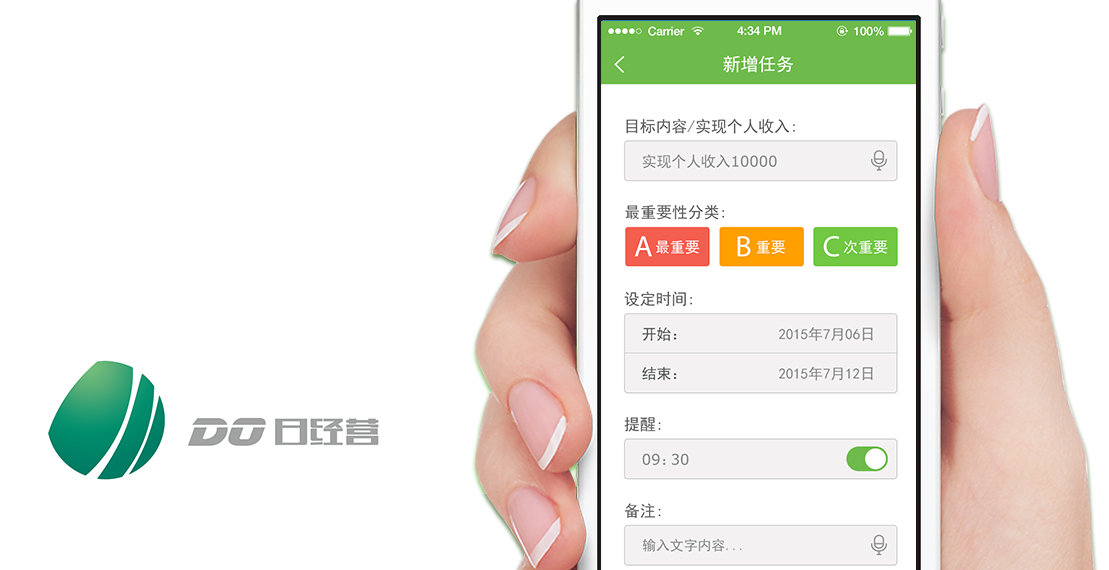 Carrier 4:34 PM 100%
新增任务
目标内容/实现个人收入:
实现个人收入10000
最重要性分类:
A 最重要 B 重要 C 次重要
设定时间:
开始: 2015年7月06日
结束: 2015年7月12日
提醒:
09:30
备注:
输入文字内容...
DO 日经营